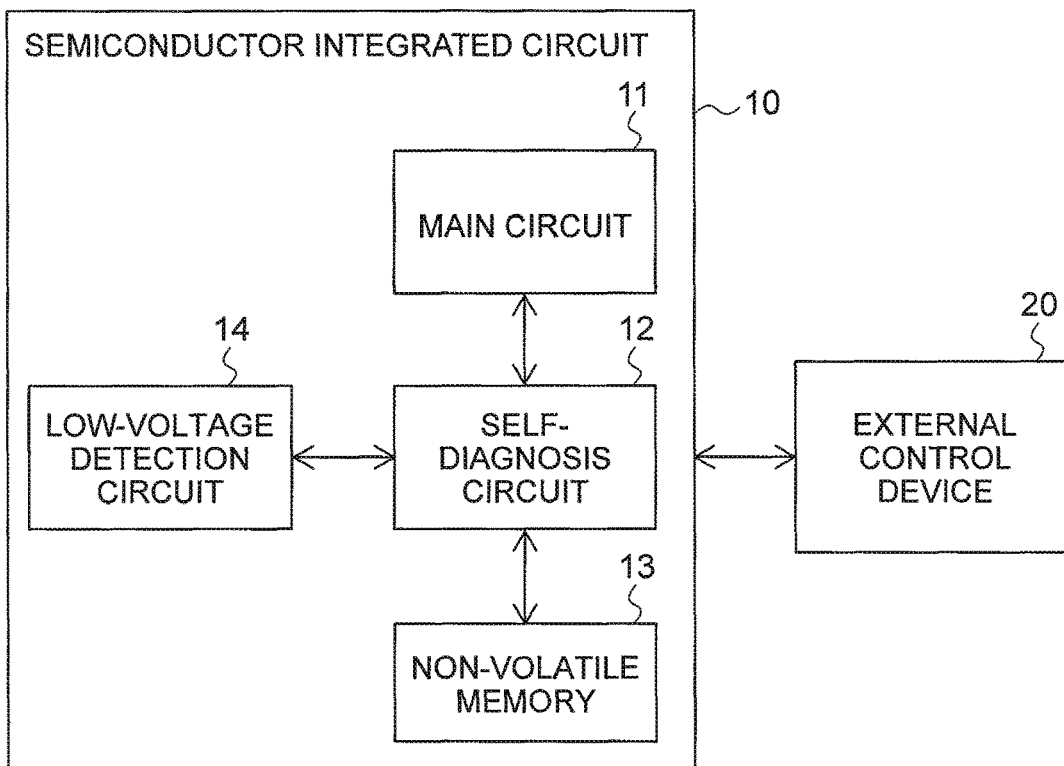 SEMICONDUCTOR INTEGRATED CIRCUIT
11
10
MAIN CIRCUIT
14
12
20
LOW-VOLTAGE
DETECTION
CIRCUIT
SELF-
DIAGNOSIS
CIRCUIT
EXTERNAL
CONTROL
DEVICE
13
NON-VOLATILE
MEMORY